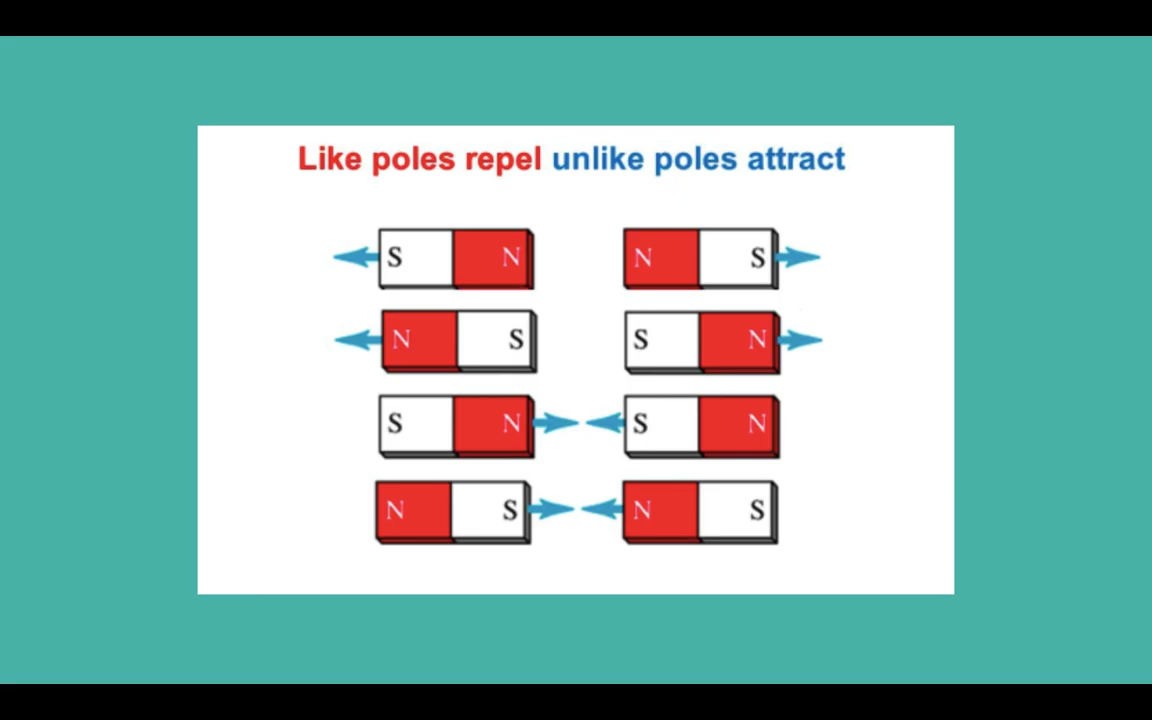 Like poles repel unlike poles attract
S N N S
N S S N
S N S N
N S N S